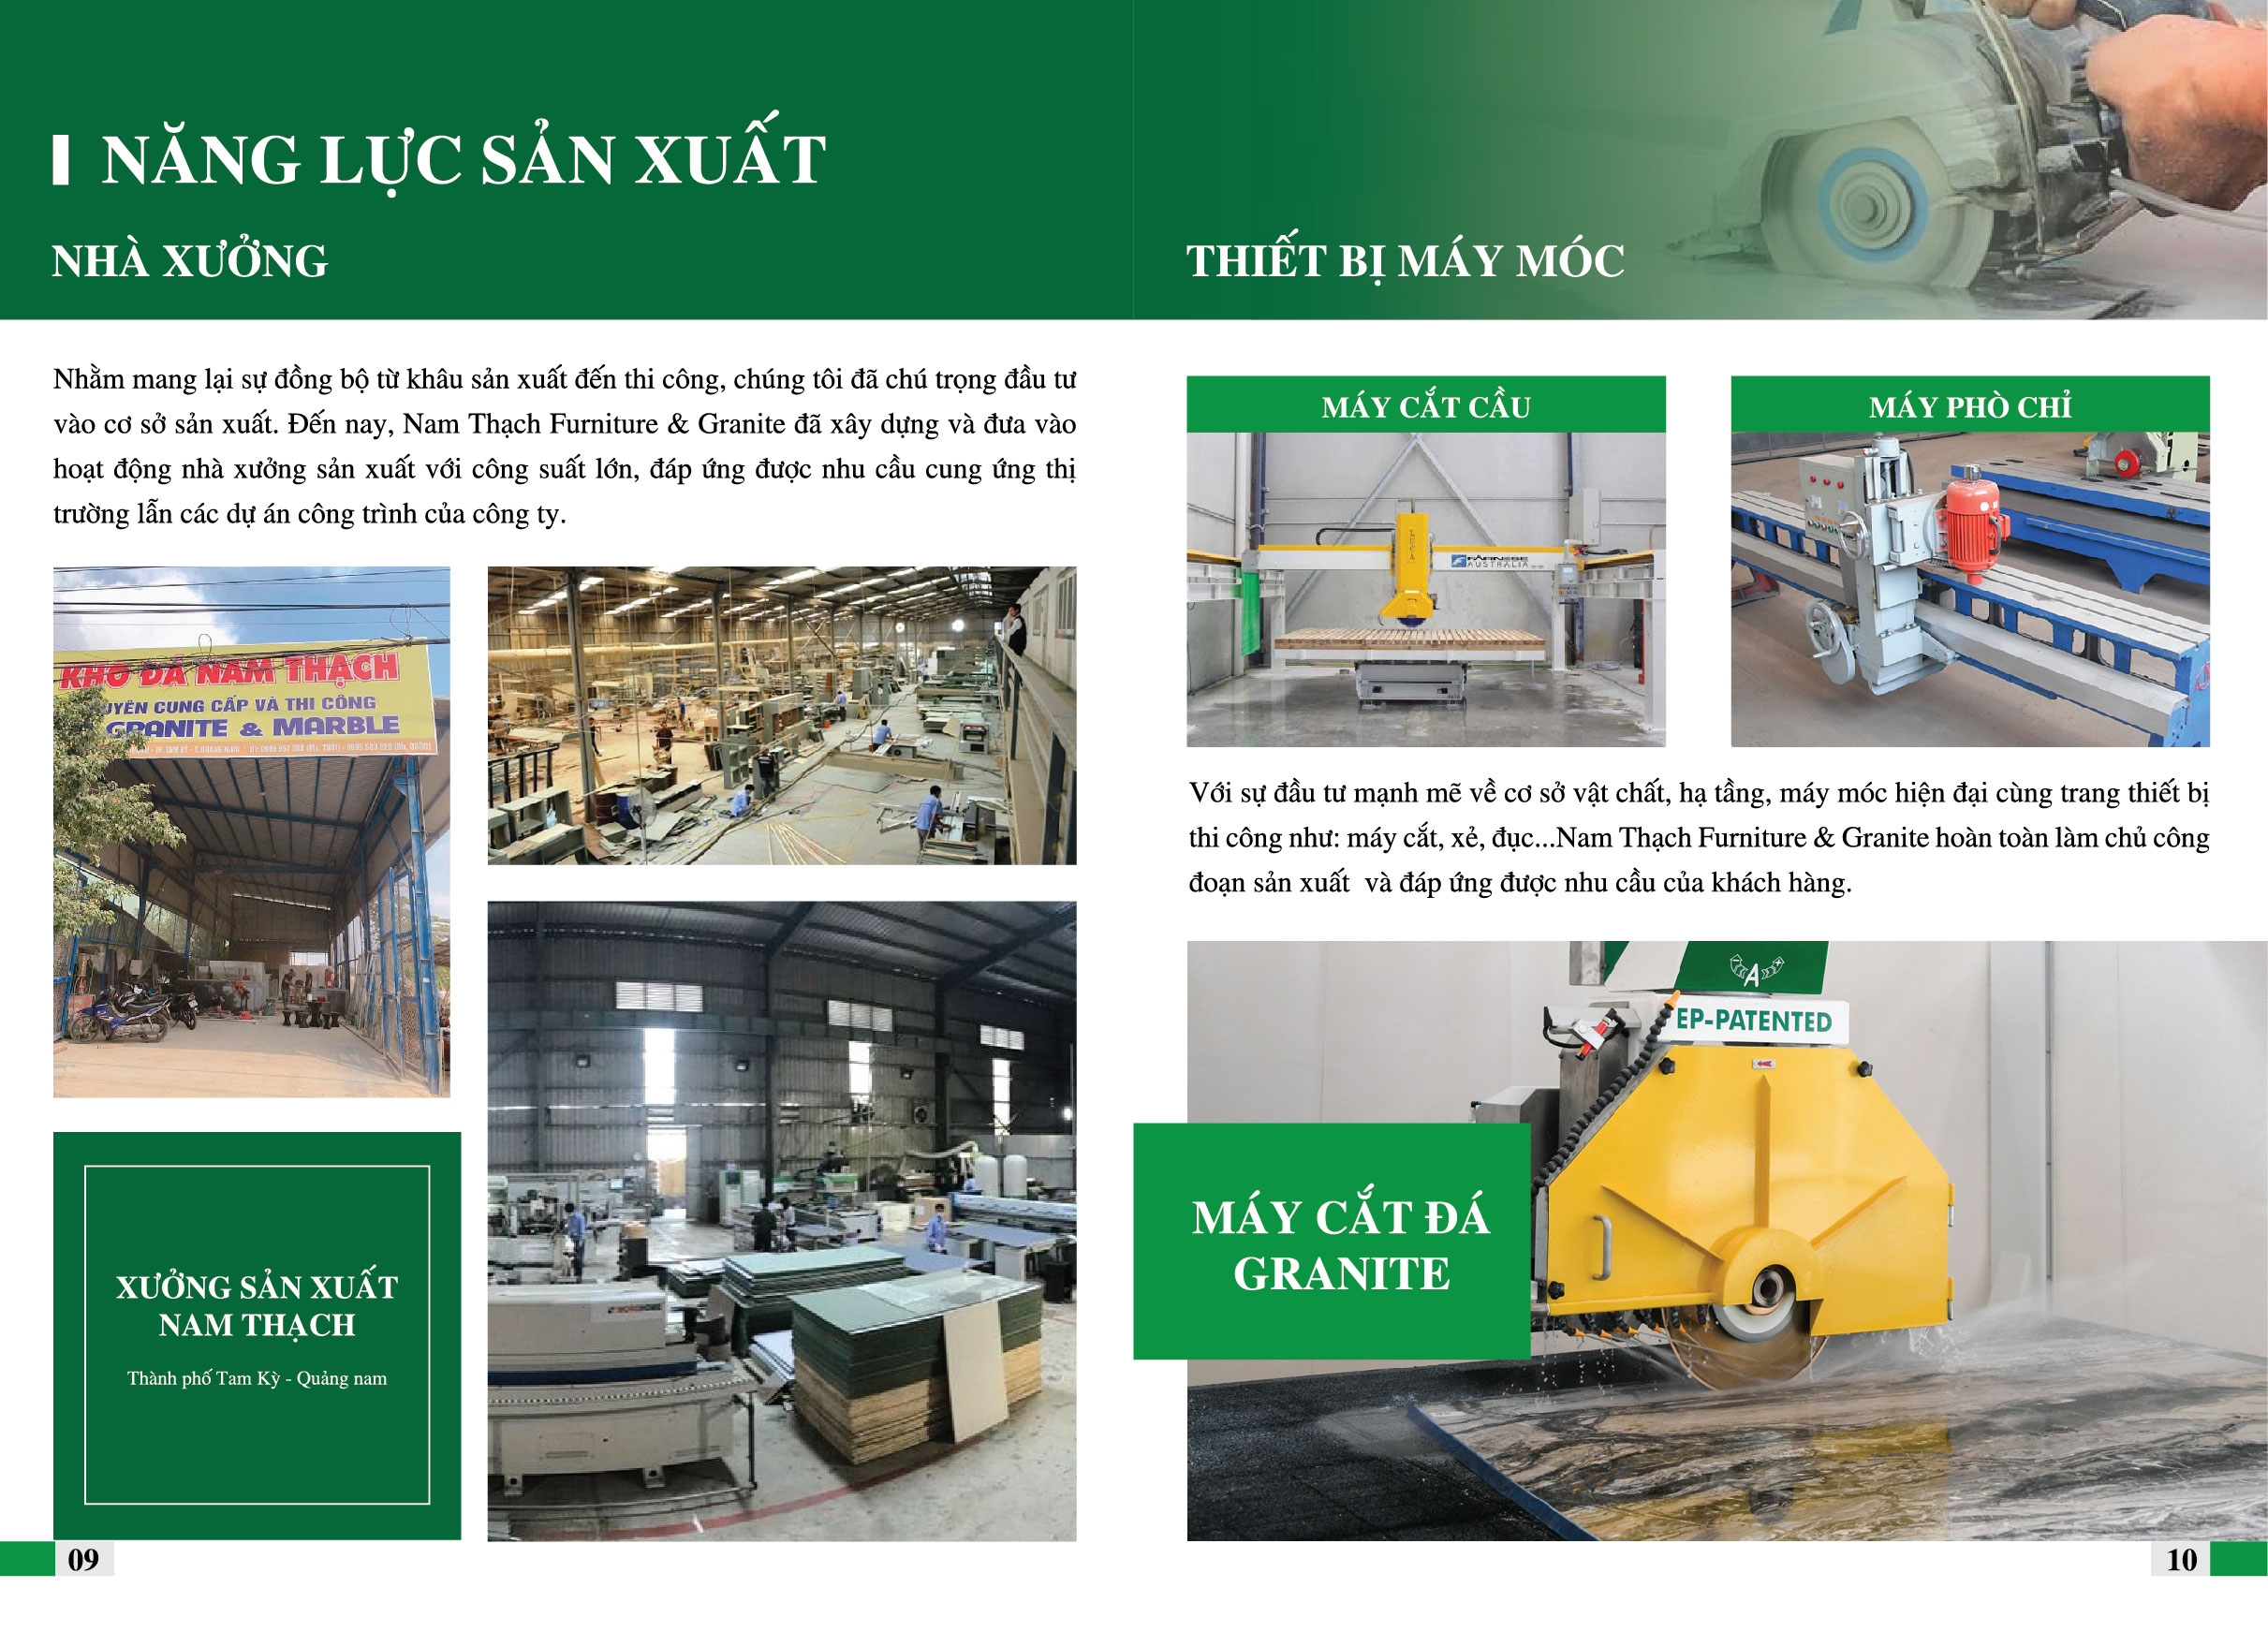 NĂNG LỰC SẢN XUẤT
NHÀ XƯỞNG
Nhằm mang lại sự đồng bộ từ khâu sản xuất đến thi công, chúng tôi đã chú trọng đầu tư
vào cơ sở sản xuất. Đến nay, Nam Thạch Furniture & Granite đã xây dựng và đưa vào
hoạt động nhà xưởng sản xuất với công suất lớn, đáp ứng được nhu cầu cung ứng thị
trường lẫn các dự án công trình của công ty.
KHO ĐÁ NAM THẠCH
CUNG CẤP VÀ THI CÔNG
GRANITE & MARBLE
XƯỞNG SẢN XUẤT
NAM THẠCH
Thành phố Tam Kỳ - Quảng nam
09
THIẾT BỊ MÁY MÓC
MÁY CẮT CẦU
LUCA
FARNESE
AUSTRALIA
MÁY PHÒ CHỈ
Với sự đầu tư mạnh mẽ về cơ sở vật chất, hạ tầng, máy móc hiện đại cùng trang thiết bị
thi công như: máy cắt, xẻ, đục...Nam Thạch Furniture & Granite hoàn toàn làm chủ công
đoạn sản xuất  và đáp ứng được nhu cầu của khách hàng.
A
EP-PATENTED
MÁY CẮT ĐÁ
GRANITE
10